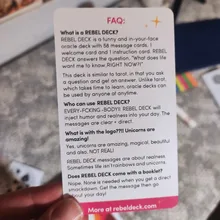 FAQ:
What is a REBEL DECK?
REBEL DECK is a funny and in-your-face
oracle deck with 56 message cards, 1
welcome card and 1 instruction card. REBEL
DECK answers the question, "What does life
want me to know RIGHT NOW!?"
This deck is similar to tarot, in that you ask
a question and get an answer. Unlike tarot,
which takes time to learn, oracle decks can
be used by anyone at anytime.
Who can use REBEL DECK?
EVERY-FCKING-BODY! REBEL DECK will
inject humor and realness into your day. The
messages are clear + direct.
What is with the logo??!! Unicorns are
amazing!
Yes, unicorns are amazing, magical, beautiful
and also, NOT REAL!
REBEL DECK messages are about realness.
Sometimes life isn't rainbows and unicorns
Does REBEL DECK come with a booklet?
Nope. None is needed when you get a direct
smackdown. Get the message then go
about your day!
More at rebeldeck.com